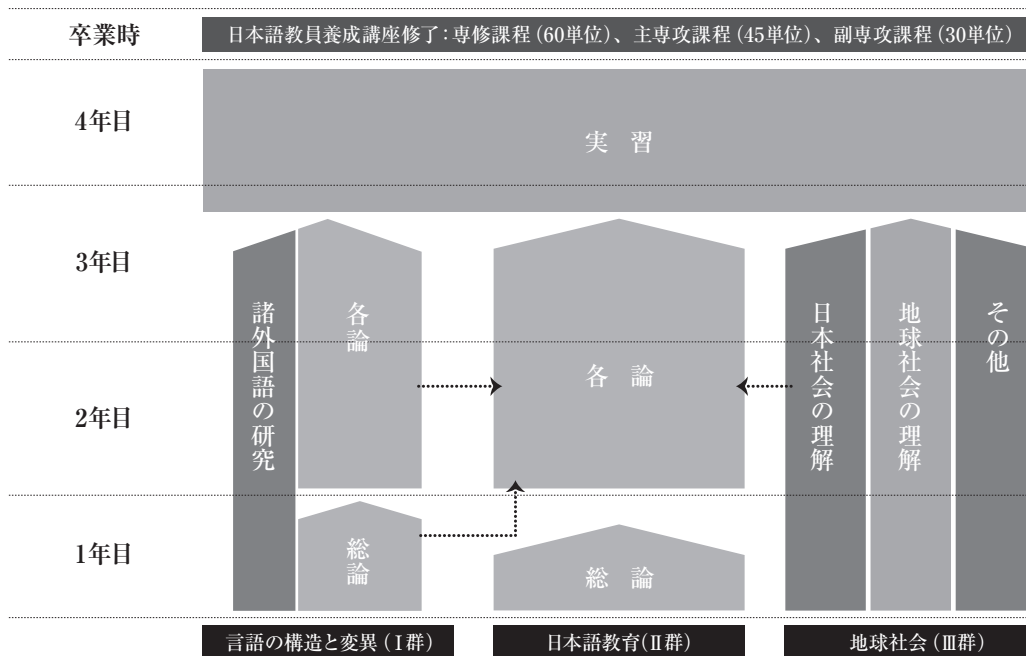 卒業時
日本語教員養成講座修了:専修課程(60単位)、主専攻課程(45単位)、副専攻課程(30単位)
4年目
実 習
3年目
諸外国語の研究
各論
各 論
日本社会の理解
地球社会の理解
その他
2年目
1年目
総論
総 論
言語の構造と変異(Ⅰ群)
日本語教育(Ⅱ群)
地球社会(Ⅲ群)